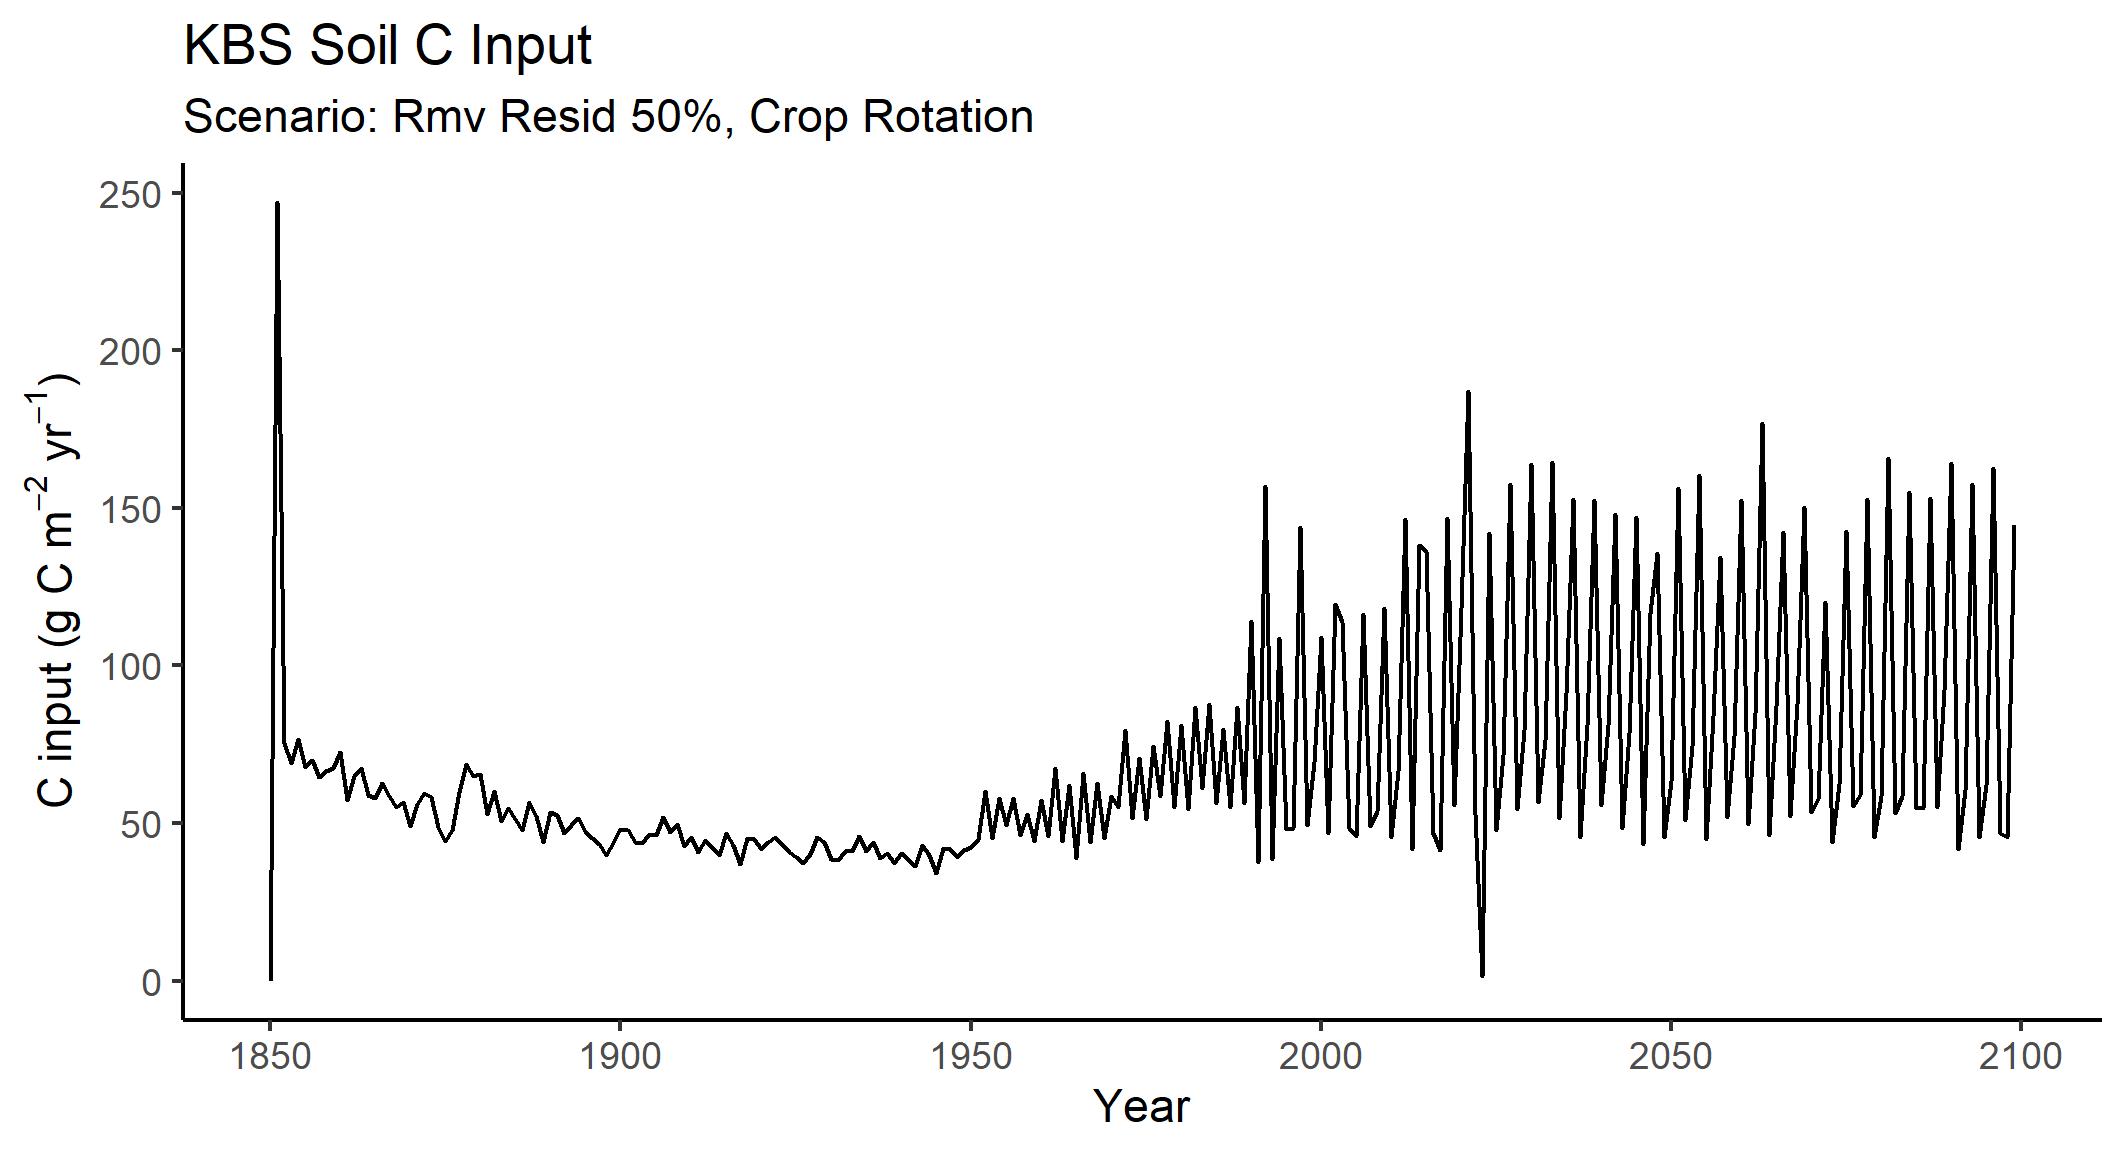 KBS Soil C Input
Scenario: Rmv Resid 50%, Crop Rotation
250
200
150
100
50
0
C input (g C m⁻² yr⁻¹)
1850 1900 1950 2000 2050 2100
Year